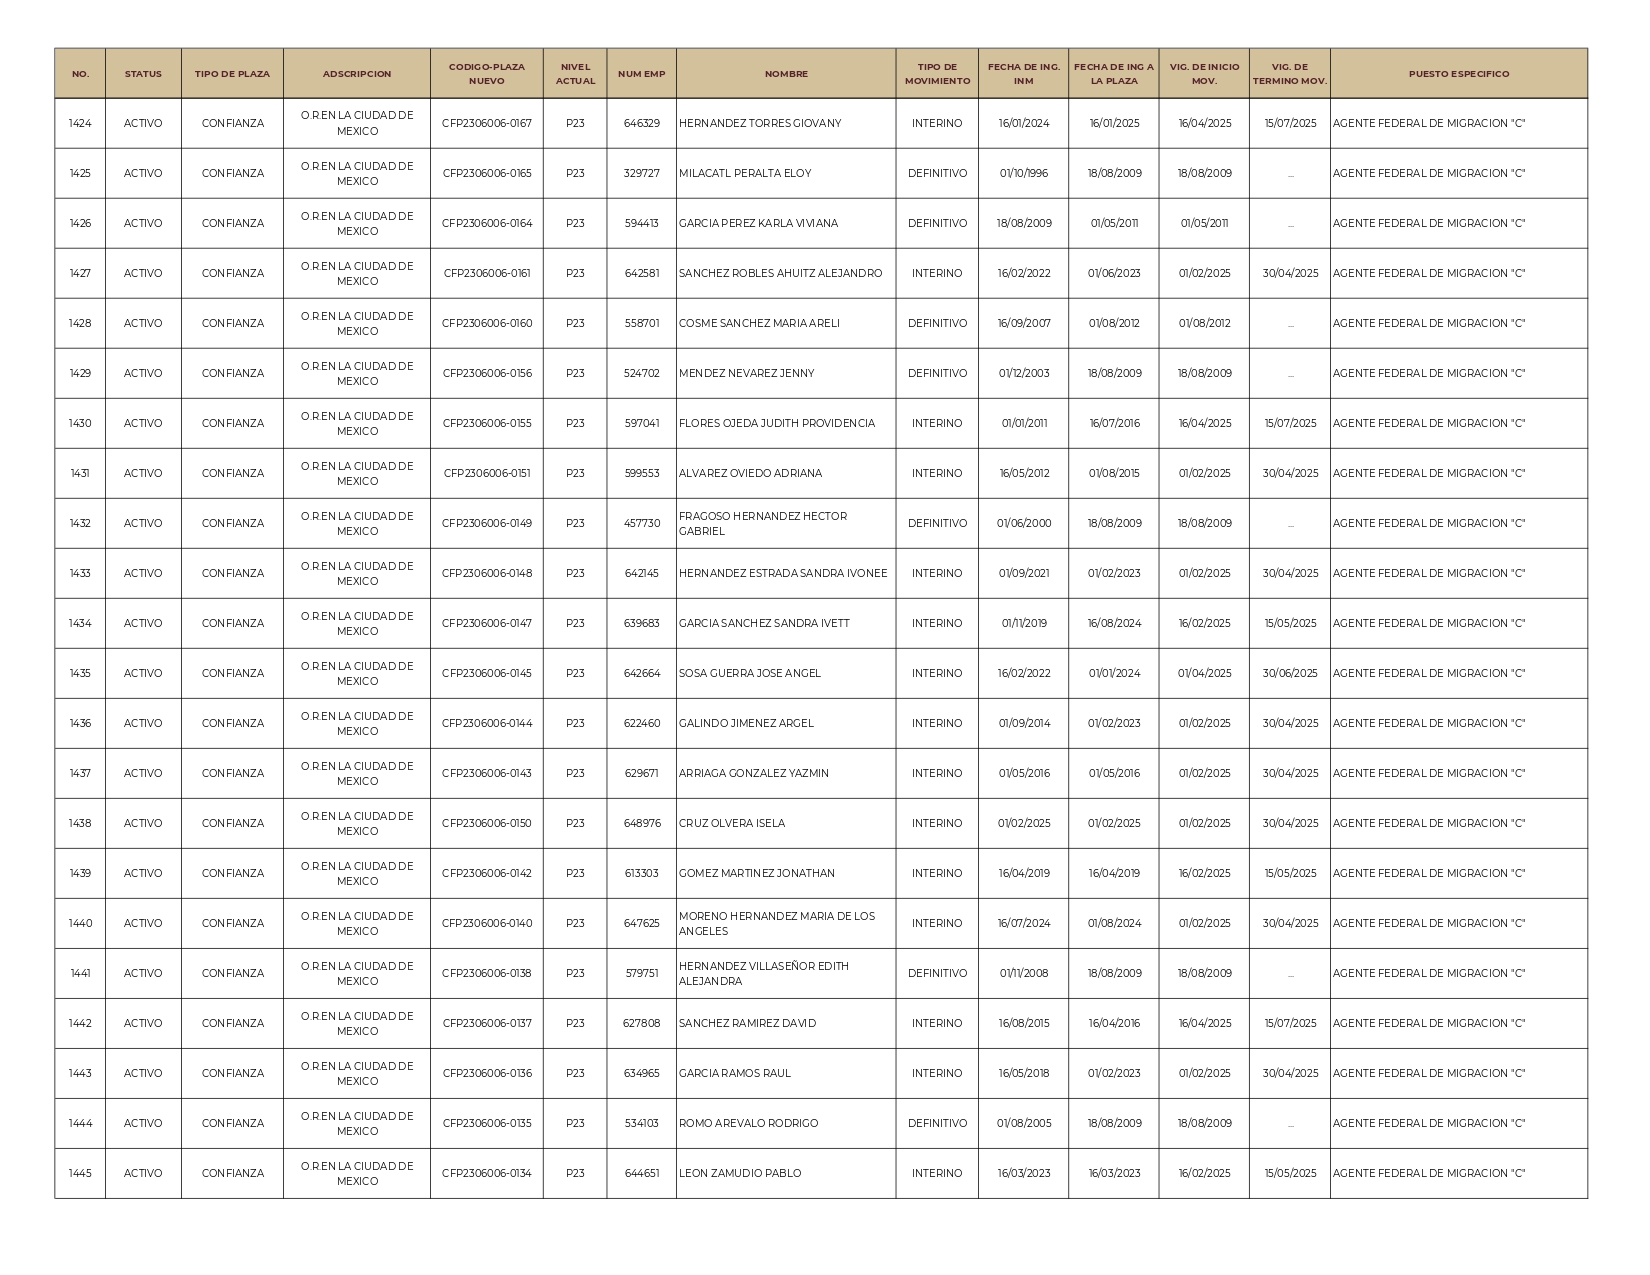 NO. STATUS TIPO DE PLAZA ADSCRIPCION CODIGO-PLAZA NUEVO NIVEL ACTUAL NUM EMP NOMBRE TIPO DE MOVIMIENTO FECHA DE ING. INM FECHA DE ING A LA PLAZA VIG. DE INICIO MOV. VIG. DE TERMINO MOV. PUESTO ESPECIFICO
1424 ACTIVO CONFIANZA O.R.EN LA CIUDAD DE MEXICO CFP2306006-0167 P23 646329 HERNANDEZ TORRES GIOVANY INTERINO 16/01/2024 16/01/2025 16/04/2025 15/07/2025 AGENTE FEDERAL DE MIGRACION "C"
1425 ACTIVO CONFIANZA O.R.EN LA CIUDAD DE MEXICO CFP2306006-0165 P23 329727 MILACATL PERALTA ELOY DEFINITIVO 01/10/1996 18/08/2009 18/08/2009 ... AGENTE FEDERAL DE MIGRACION "C"
1426 ACTIVO CONFIANZA O.R.EN LA CIUDAD DE MEXICO CFP2306006-0164 P23 594413 GARCIA PEREZ KARLA VIVIANA DEFINITIVO 18/08/2009 01/05/2011 01/05/2011 ... AGENTE FEDERAL DE MIGRACION "C"
1427 ACTIVO CONFIANZA O.R.EN LA CIUDAD DE MEXICO CFP2306006-0161 P23 642581 SANCHEZ ROBLES AHUITZ ALEJANDRO INTERINO 16/02/2022 01/06/2023 01/02/2025 30/04/2025 AGENTE FEDERAL DE MIGRACION "C"
1428 ACTIVO CONFIANZA O.R.EN LA CIUDAD DE MEXICO CFP2306006-0160 P23 558701 COSME SANCHEZ MARIA ARELI DEFINITIVO 16/09/2007 01/08/2012 01/08/2012 ... AGENTE FEDERAL DE MIGRACION "C"
1429 ACTIVO CONFIANZA O.R.EN LA CIUDAD DE MEXICO CFP2306006-0156 P23 524702 MENDEZ NEVAREZ JENNY DEFINITIVO 01/12/2003 18/08/2009 18/08/2009 ... AGENTE FEDERAL DE MIGRACION "C"
1430 ACTIVO CONFIANZA O.R.EN LA CIUDAD DE MEXICO CFP2306006-0155 P23 597041 FLORES OJEDA JUDITH PROVIDENCIA INTERINO 01/01/2011 16/07/2016 16/04/2025 15/07/2025 AGENTE FEDERAL DE MIGRACION "C"
1431 ACTIVO CONFIANZA O.R.EN LA CIUDAD DE MEXICO CFP2306006-0151 P23 599553 ALVAREZ OVIEDO ADRIANA INTERINO 16/05/2012 01/08/2015 01/02/2025 30/04/2025 AGENTE FEDERAL DE MIGRACION "C"
1432 ACTIVO CONFIANZA O.R.EN LA CIUDAD DE MEXICO CFP2306006-0149 P23 457730 FRAGOSO HERNANDEZ HECTOR GABRIEL DEFINITIVO 01/06/2000 18/08/2009 18/08/2009 ... AGENTE FEDERAL DE MIGRACION "C"
1433 ACTIVO CONFIANZA O.R.EN LA CIUDAD DE MEXICO CFP2306006-0148 P23 642145 HERNANDEZ ESTRADA SANDRA IVONEE INTERINO 01/09/2021 01/02/2023 01/02/2025 30/04/2025 AGENTE FEDERAL DE MIGRACION "C"
1434 ACTIVO CONFIANZA O.R.EN LA CIUDAD DE MEXICO CFP2306006-0147 P23 639683 GARCIA SANCHEZ SANDRA IVETT INTERINO 01/11/2019 16/08/2024 16/02/2025 15/05/2025 AGENTE FEDERAL DE MIGRACION "C"
1435 ACTIVO CONFIANZA O.R.EN LA CIUDAD DE MEXICO CFP2306006-0145 P23 642664 SOSA GUERRA JOSE ANGEL INTERINO 16/02/2022 01/01/2024 01/04/2025 30/06/2025 AGENTE FEDERAL DE MIGRACION "C"
1436 ACTIVO CONFIANZA O.R.EN LA CIUDAD DE MEXICO CFP2306006-0144 P23 622460 GALINDO JIMENEZ ARGEL INTERINO 01/09/2014 01/02/2023 01/02/2025 30/04/2025 AGENTE FEDERAL DE MIGRACION "C"
1437 ACTIVO CONFIANZA O.R.EN LA CIUDAD DE MEXICO CFP2306006-0143 P23 629671 ARRIAGA GONZALEZ YAZMIN INTERINO 01/05/2016 01/05/2016 01/02/2025 30/04/2025 AGENTE FEDERAL DE MIGRACION "C"
1438 ACTIVO CONFIANZA O.R.EN LA CIUDAD DE MEXICO CFP2306006-0150 P23 648976 CRUZ OLVERA ISELA INTERINO 01/02/2025 01/02/2025 01/02/2025 30/04/2025 AGENTE FEDERAL DE MIGRACION "C"
1439 ACTIVO CONFIANZA O.R.EN LA CIUDAD DE MEXICO CFP2306006-0142 P23 613303 GOMEZ MARTINEZ JONATHAN INTERINO 16/04/2019 16/04/2019 16/02/2025 15/05/2025 AGENTE FEDERAL DE MIGRACION "C"
1440 ACTIVO CONFIANZA O.R.EN LA CIUDAD DE MEXICO CFP2306006-0140 P23 647625 MORENO HERNANDEZ MARIA DE LOS ANGELES INTERINO 16/07/2024 01/08/2024 01/02/2025 30/04/2025 AGENTE FEDERAL DE MIGRACION "C"
1441 ACTIVO CONFIANZA O.R.EN LA CIUDAD DE MEXICO CFP2306006-0138 P23 579751 HERNANDEZ VILLASEÑOR EDITH ALEJANDRA DEFINITIVO 01/11/2008 18/08/2009 18/08/2009 ... AGENTE FEDERAL DE MIGRACION "C"
1442 ACTIVO CONFIANZA O.R.EN LA CIUDAD DE MEXICO CFP2306006-0137 P23 627808 SANCHEZ RAMIREZ DAVID INTERINO 16/08/2015 16/04/2016 16/04/2025 15/07/2025 AGENTE FEDERAL DE MIGRACION "C"
1443 ACTIVO CONFIANZA O.R.EN LA CIUDAD DE MEXICO CFP2306006-0136 P23 634965 GARCIA RAMOS RAUL INTERINO 16/05/2018 01/02/2023 01/02/2025 30/04/2025 AGENTE FEDERAL DE MIGRACION "C"
1444 ACTIVO CONFIANZA O.R.EN LA CIUDAD DE MEXICO CFP2306006-0135 P23 534103 ROMO AREVALO RODRIGO DEFINITIVO 01/08/2005 18/08/2009 18/08/2009 ... AGENTE FEDERAL DE MIGRACION "C"
1445 ACTIVO CONFIANZA O.R.EN LA CIUDAD DE MEXICO CFP2306006-0134 P23 644651 LEON ZAMUDIO PABLO INTERINO 16/03/2023 16/03/2023 16/02/2025 15/05/2025 AGENTE FEDERAL DE MIGRACION "C"